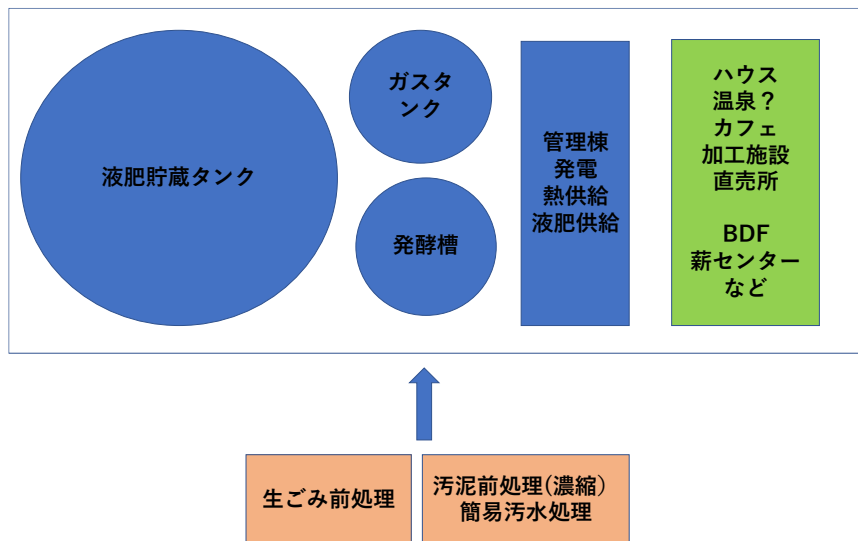 液肥貯蔵タンク
ガスタ
ンク
発酵槽
管理棟
発電
熱供給
液肥供給
ハウス
温泉？
カフェ
加工施設
直売所
BDF
薪センター
など
生ごみ前処理
汚泥前処理(濃縮）
簡易汚水処理